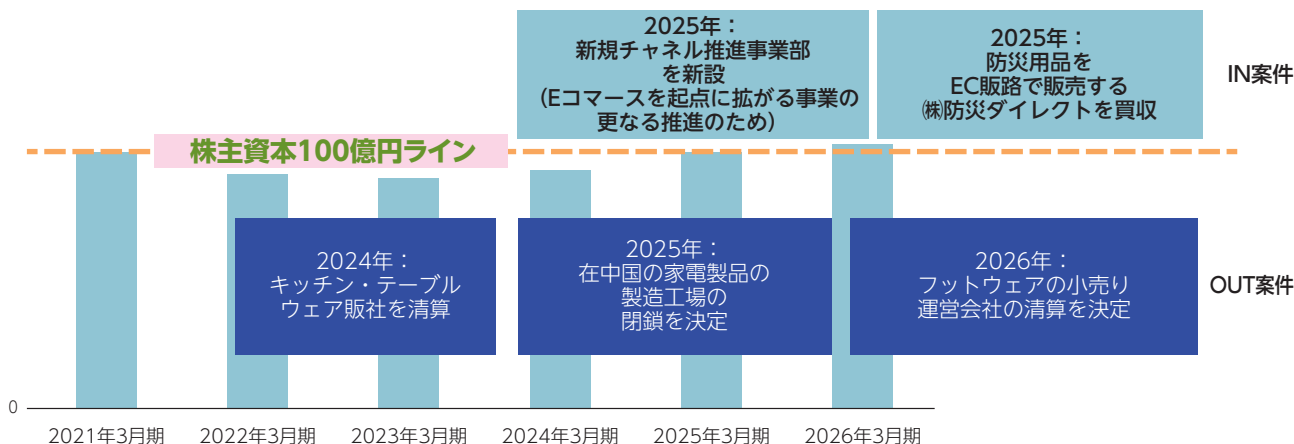 2025年：
新規チャネル推進事業部
を新設
（Eコマースを起点に拡がる事業の
更なる推進のため）
2025年：
防災用品を
EC販路で販売する
㈱防災ダイレクトを買収
IN案件
株主資本100億円ライン
2024年：
キッチン・テーブル
ウェア販社を清算
2025年：
在中国の家電製品の
製造工場の
閉鎖を決定
2026年：
フットウェアの小売り
運営会社の清算を決定
OUT案件
0
2021年3月期
2022年3月期
2023年3月期
2024年3月期
2025年3月期
2026年3月期